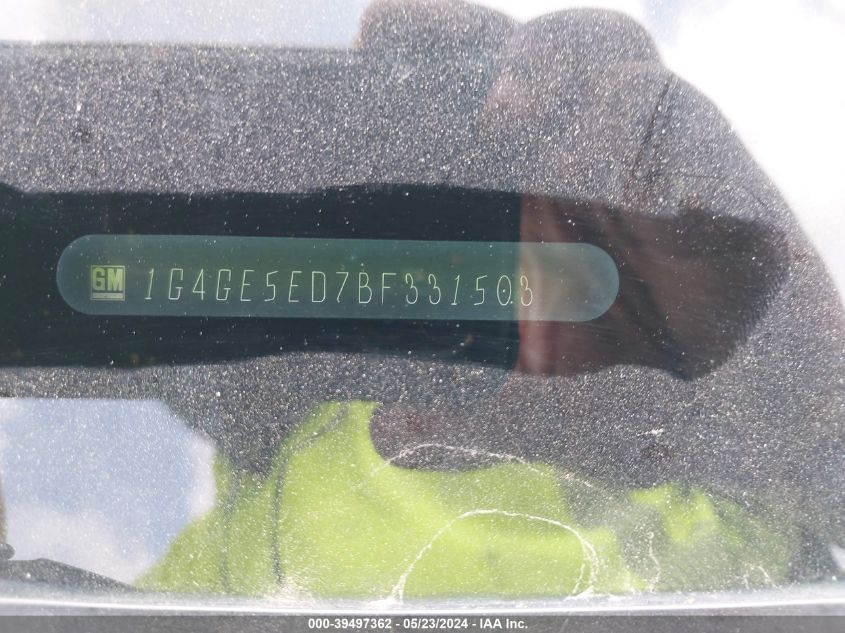 GM 1G4GE5ED7BF331503
000-39497362 - 05/23/2024 - IAA Inc.